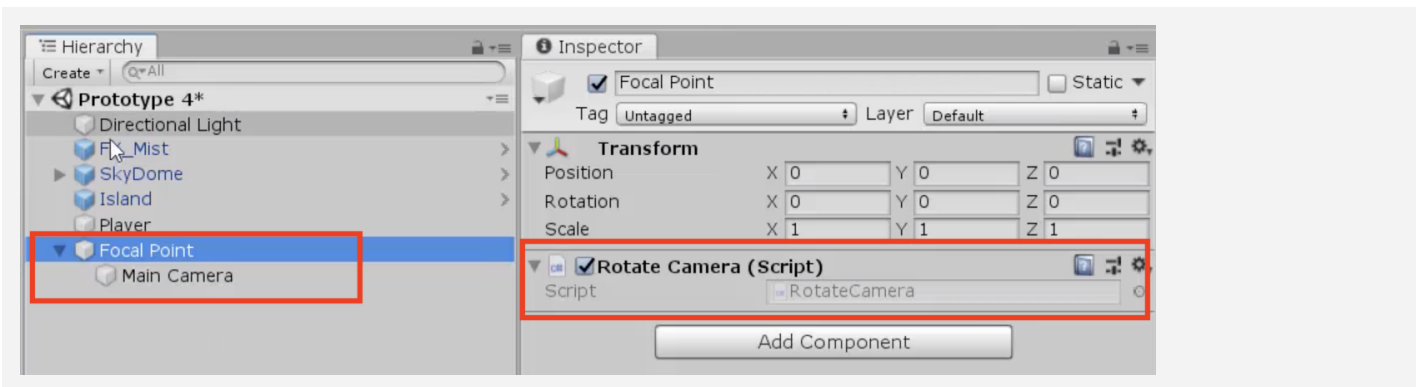 Hierarchy
Create
All
Prototype 4*
Directional Light
FX_Mist
SkyDome
Island
Player
Focal Point
Main Camera
Inspector
Focal Point
Static
Tag Untagged Layer Default
Transform
Position X 0 Y 0 Z 0
Rotation X 0 Y 0 Z 0
Scale X 1 Y 1 Z 1
Rotate Camera (Script)
Script RotateCamera
Add Component